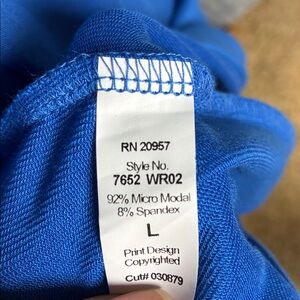 RN 20957
Style No.
7652 WR02
92% Micro Modal
8% Spandex
L
Print Design
Copyrighted
Cut# 030879